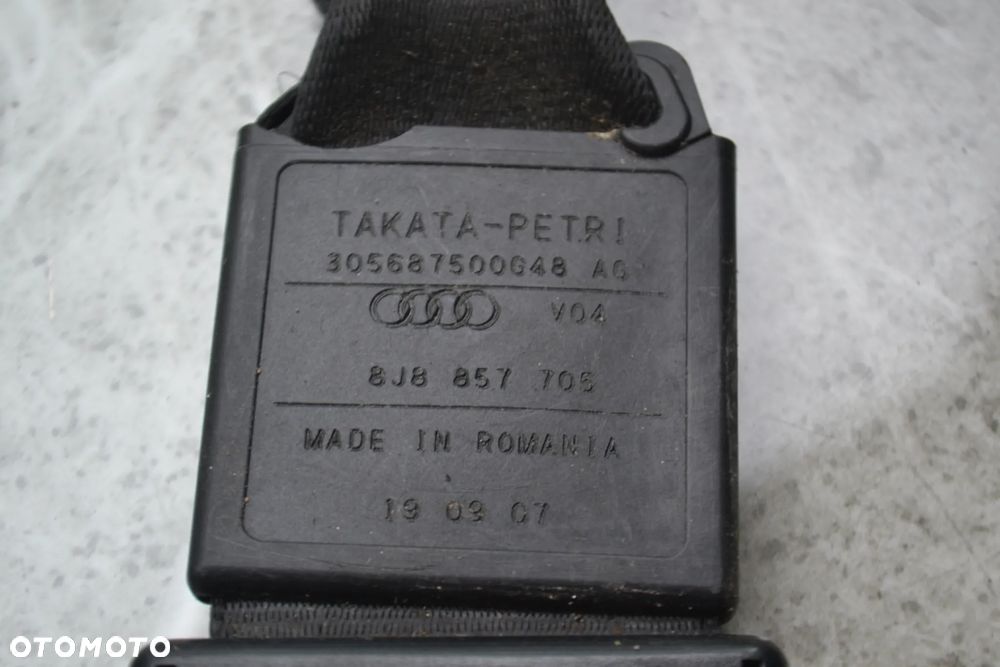 TAKATA-PETRI
305687500G48 AG
V04
8J8 857 705
MADE IN ROMANIA
19 09 07
OTOMOTO